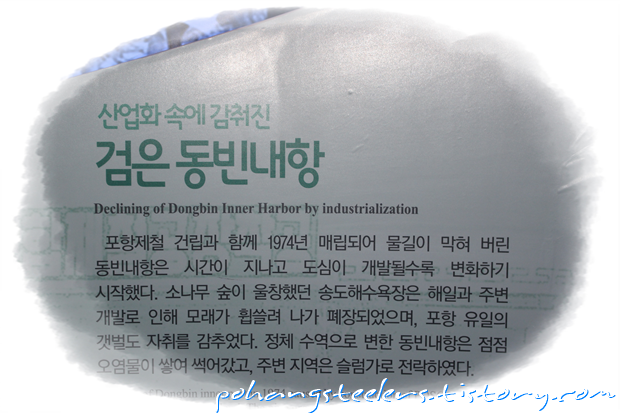 산업화 속에 감춰진
검은 동빈내항
Declining of Dongbin Inner Harbor by industrialization
포항제철 건립과 함께 1974년 매립되어 물길이 막혀 버린
동빈내항은 시간이 지나고 도심이 개발될수록 변화하기
시작했다. 소나무 숲이 울창했던 송도해수욕장은 해일과 주변
개발로 인해 모래가 휩쓸려 나가 폐장되었으며, 포항 유일의
갯벌도 자취를 감추었다. 정체 수역으로 변한 동빈내항은 점점
오염물이 쌓여 썩어갔고, 주변 지역은 슬럼가로 전락하였다.
of Dongbin inner 1974
pohangsteelers.tistory.com